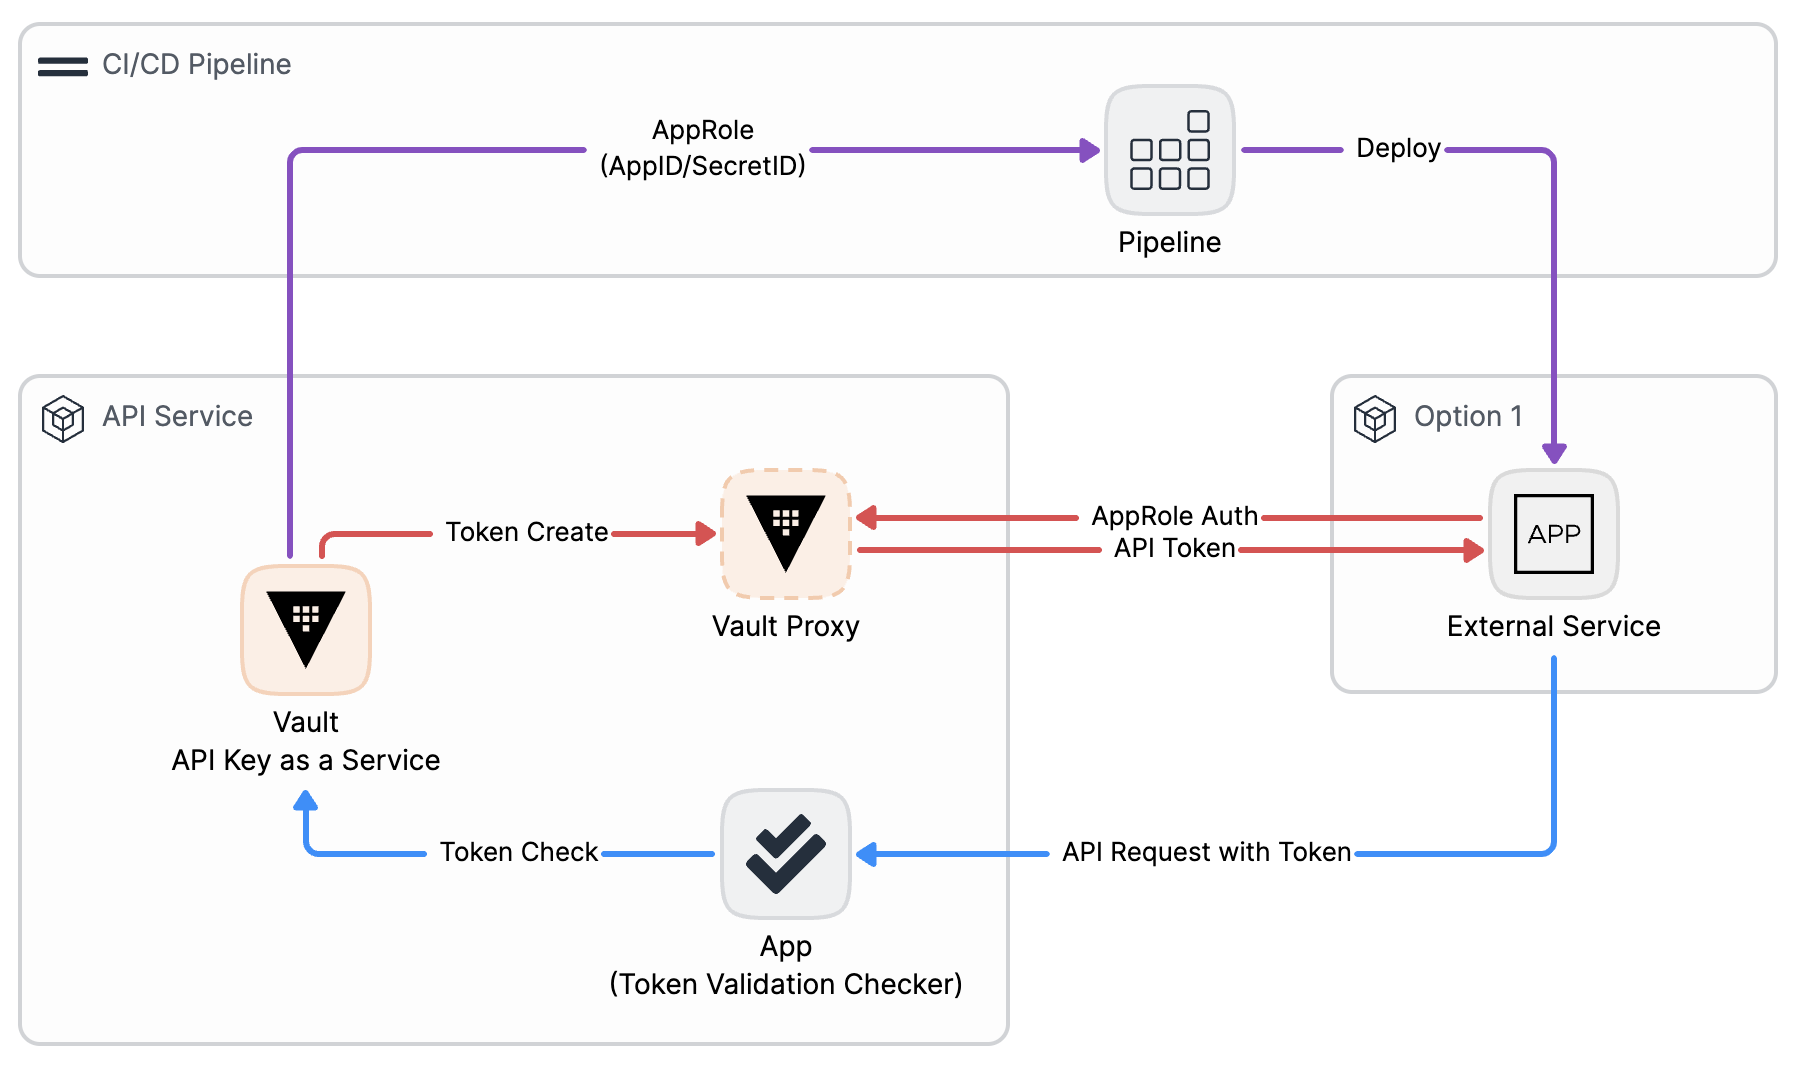 CI/CD Pipeline
AppRole
(AppID/SecretID)
Deploy
Pipeline
API Service
Option 1
Token Create
AppRole Auth
API Token
APP
Vault Proxy
External Service
Vault
API Key as a Service
Token Check
API Request with Token
App
(Token Validation Checker)